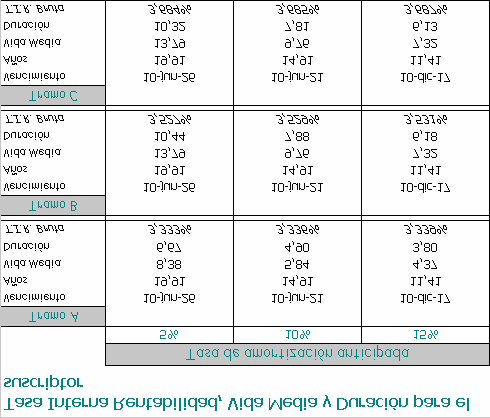 Tasa Interna Rentabilidad, Vida Media y Duración para el
suscriptor
Tasa de amortización anticipada
5% 10% 15%
Tramo A
Vencimiento 10-jun-26 10-jun-21 10-dic-17
Años 19,91 14,91 11,41
Vida Media 8,38 5,84 4,37
Duración 6,67 4,90 3,80
T.I.R. Bruta 3,333% 3,336% 3,339%
Tramo B
Vencimiento 10-jun-26 10-jun-21 10-dic-17
Años 19,91 14,91 11,41
Vida Media 13,79 9,76 7,32
Duración 10,44 7,88 6,18
T.I.R. Bruta 3,527% 3,529% 3,531%
Tramo C
Vencimiento 10-jun-26 10-jun-21 10-dic-17
Años 19,91 14,91 11,41
Vida Media 13,79 9,76 7,32
Duración 10,32 7,81 6,13
T.I.R. Bruta 3,684% 3,685% 3,687%